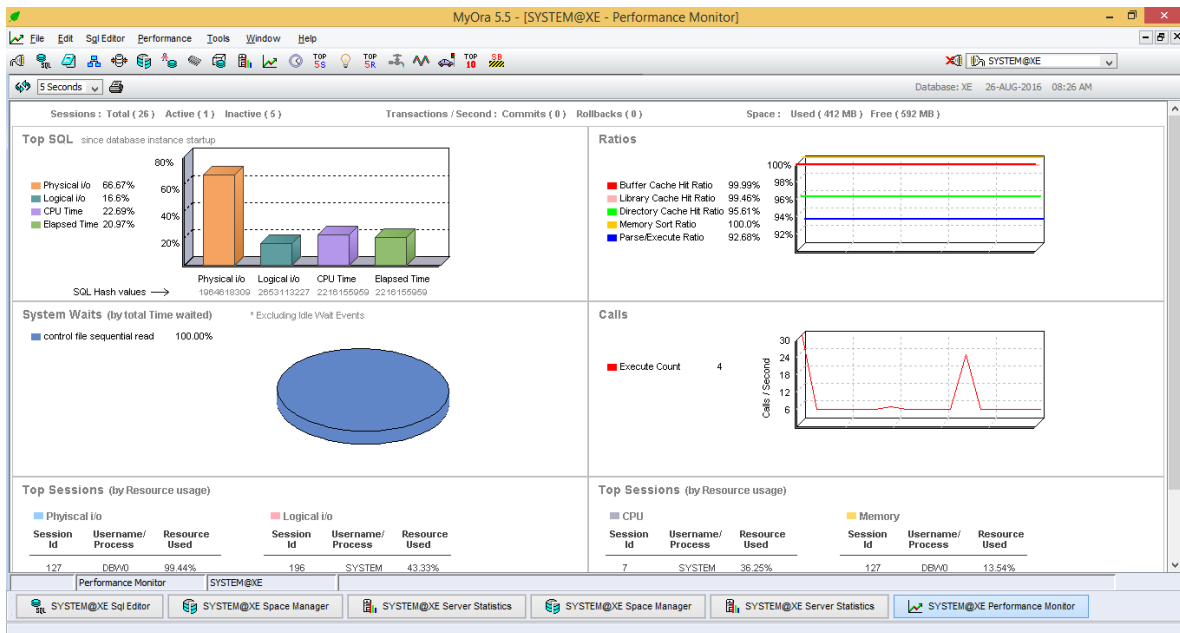 MyOra 5.5 - [SYSTEM@XE - Performance Monitor]
File Edit Sql Editor Performance Tools Window Help
SQL TOP 5S TOP 5R TOP 10 SB SYSTEM@XE
5 Seconds Database: XE 26-AUG-2016 08:26 AM
Sessions : Total ( 26 ) Active ( 1 ) Inactive ( 5 ) Transactions / Second : Commits ( 0 ) Rollbacks ( 0 ) Space : Used ( 412 MB ) Free ( 592 MB )
Top SQL since database instance startup
80%
60%
40%
20%
Physical i/o 66.67%
Logical i/o 16.6%
CPU Time 22.69%
Elapsed Time 20.97%
Physical i/o Logical i/o CPU Time Elapsed Time
SQL Hash values 1964618309 2653113227 2216155959 2216155959
Ratios
100%
98%
96%
94%
92%
Buffer Cache Hit Ratio 99.99%
Library Cache Hit Ratio 99.46%
Directory Cache Hit Ratio 95.61%
Memory Sort Ratio 100.0%
Parse/Execute Ratio 92.68%
System Waits (by total Time waited) * Excluding Idle Wait Events
control file sequential read 100.00%
Calls
Execute Count 4
Calls / Second
30
24
18
12
6
Top Sessions (by Resource usage)
Phyiscal i/o Logical i/o
Session Id Username/ Process Resource Used Session Id Username/ Process Resource Used
127 DBW0 99.44% 196 SYSTEM 43.33%
Top Sessions (by Resource usage)
CPU Memory
Session Id Username/ Process Resource Used Session Id Username/ Process Resource Used
7 SYSTEM 36.25% 127 DBW0 13.54%
Performance Monitor SYSTEM@XE
SQL SYSTEM@XE Sql Editor SYSTEM@XE Space Manager SYSTEM@XE Server Statistics SYSTEM@XE Space Manager SYSTEM@XE Server Statistics SYSTEM@XE Performance Monitor